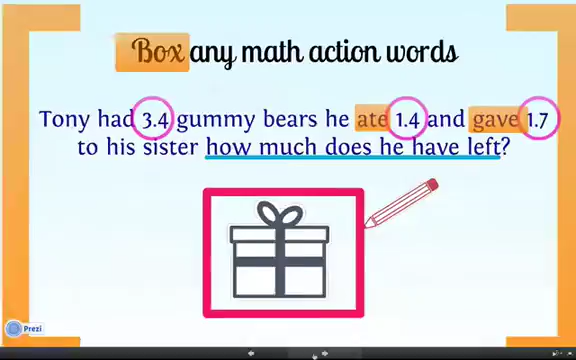 Box any math action words
Tony had 3.4 gummy bears he ate 1.4 and gave 1.7
to his sister how much does he have left?
Prezi